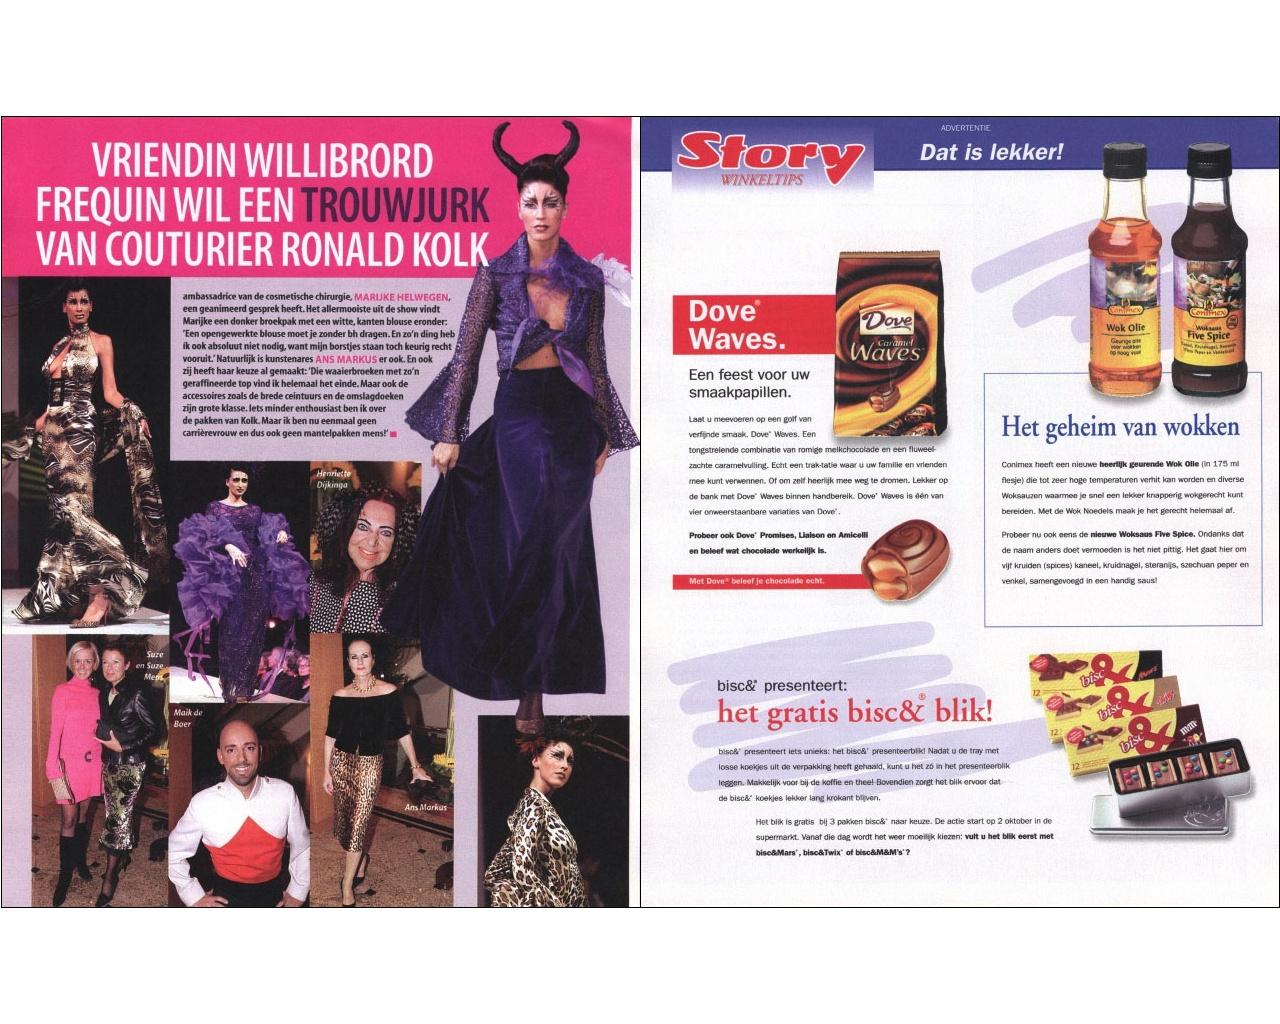 VRIENDIN WILLIBRORD
FREQUIN WIL EEN TROUWJURK
VAN COUTURIER RONALD KOLK
ambassadrice van de cosmetische chirurgie, MARIJKE HELWEGEN,
een geanimeerd gesprek heeft. Het allermooiste uit de show vindt
Marijke een donker broekpak met een witte, kanten blouse eronder:
'Een opengewerkte blouse moet je zonder bh dragen. En zo'n ding heb
ik ook absoluut niet nodig, want mijn borstjes staan toch keurig recht
vooruit.' Natuurlijk is kunstenares ANS MARKUS er ook. En ook
zij heeft haar keuze al gemaakt: 'Die waaierbroeken met zo'n
geraffineerde top vind ik helemaal het einde. Maar ook de
accessoires zoals de brede ceintuurs en de omslagdoeken
zijn grote klasse. Iets minder enthousiast ben ik over
de pakken van Kolk. Maar ik ben nu eenmaal geen
carrièrevrouw en dus ook geen mantelpakken mens!'
Henriette
Dijkinga
Suze
en Suze
Mens
Maik de
Boer
Ans Markus
ADVERTENTIE
Story
WINKELTIPS
Dat is lekker!
Dove®
Waves.
Een feest voor uw
smaakpapillen.
Laat u meevoeren op een golf van
verfijnde smaak. Dove® Waves. Een
tongstrelende combinatie van romige melkchocolade en een fluweel-
zachte caramelvulling. Echt een trak-tatie waar u uw familie en vrienden
mee kunt verwennen. Of om zelf heerlijk mee weg te dromen. Lekker op
de bank met Dove® Waves binnen handbereik. Dove® Waves is één van
vier onweerstaanbare variaties van Dove®.
Probeer ook Dove® Promises, Liaison en Amicelli
en beleef wat chocolade werkelijk is.
Met Dove® beleef je chocolade echt.
Dove
Caramel
Waves
Conimex
Wok Olie
Geurige olie
voor wokken
op hoog vuur
Conimex
Woksaus
Five Spice
Het geheim van wokken
Conimex heeft een nieuwe heerlijk geurende Wok Olie (in 175 ml
flesje) die tot zeer hoge temperaturen verhit kan worden en diverse
Woksauzen waarmee je snel een lekker knapperig wokgerecht kunt
bereiden. Met de Wok Noedels maak je het gerecht helemaal af.
Probeer nu ook eens de nieuwe Woksaus Five Spice. Ondanks dat
de naam anders doet vermoeden is het niet pittig. Het gaat hier om
vijf kruiden (spices) kaneel, kruidnagel, steranijs, szechuan peper en
venkel, samengevoegd in een handig saus!
bisc&® presenteert:
het gratis bisc&® blik!
bisc&® presenteert iets unieks: het bisc&® presenteerblik! Nadat u de tray met
losse koekjes uit de verpakking heeft gehaald, kunt u het zó in het presenteerblik
leggen. Makkelijk voor bij de koffie en thee! Bovendien zorgt het blik ervoor dat
de bisc&® koekjes lekker lang krokant blijven.
Het blik is gratis bij 3 pakken bisc&® naar keuze. De actie start op 2 oktober in de
supermarkt. Vanaf die dag wordt het weer moeilijk kiezen: vult u het blik eerst met
bisc&Mars®, bisc&Twix® of bisc&M&M's®?
12
bisc&
12
bisc&
12
bisc&